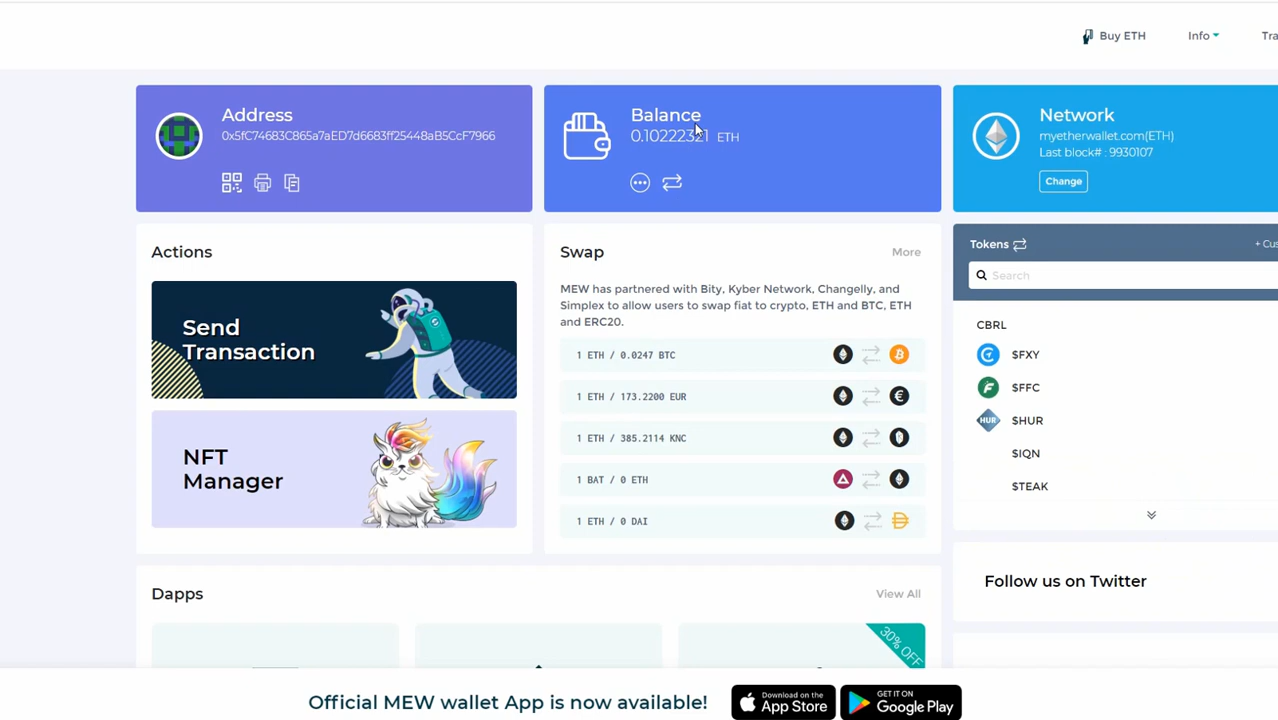 Buy ETH
Info
Tra
Address
0x5fC74683C865a7aED7d6683ff25448aB5CcF7966
Balance
0.10222321 ETH
Network
myetherwallet.com(ETH)
Last block# : 9930107
Change
Actions
Send
Transaction
NFT
Manager
Swap
More
MEW has partnered with Bity, Kyber Network, Changelly, and
Simplex to allow users to swap fiat to crypto, ETH and BTC, ETH
and ERC20.
1 ETH / 0.0247 BTC
1 ETH / 173.2200 EUR
1 ETH / 385.2114 KNC
1 BAT / 0 ETH
1 ETH / 0 DAI
Tokens
+ Cus
Search
CBRL
$FXY
$FFC
HUR
$HUR
$IQN
$TEAK
Follow us on Twitter
Dapps
View All
30% OFF
Official MEW wallet App is now available!
Download on the
App Store
GET IT ON
Google Play